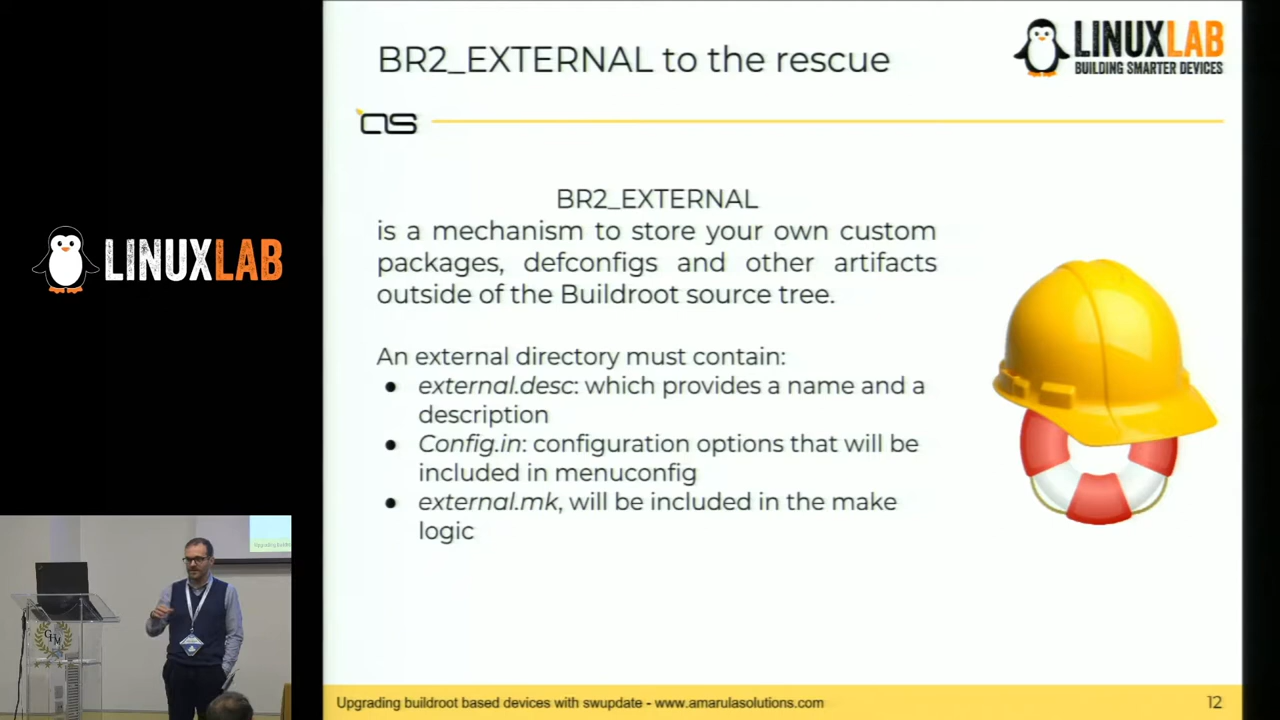 BR2_EXTERNAL to the rescue
LINUXLAB
BUILDING SMARTER DEVICES
as
BR2_EXTERNAL
is a mechanism to store your own custom
packages, defconfigs and other artifacts
outside of the Buildroot source tree.
An external directory must contain:
● external.desc: which provides a name and a
description
● Config.in: configuration options that will be
included in menuconfig
● external.mk, will be included in the make
logic
LINUXLAB
GHM
Upgrading buildroot based devices with swupdate - www.amarulasolutions.com
12